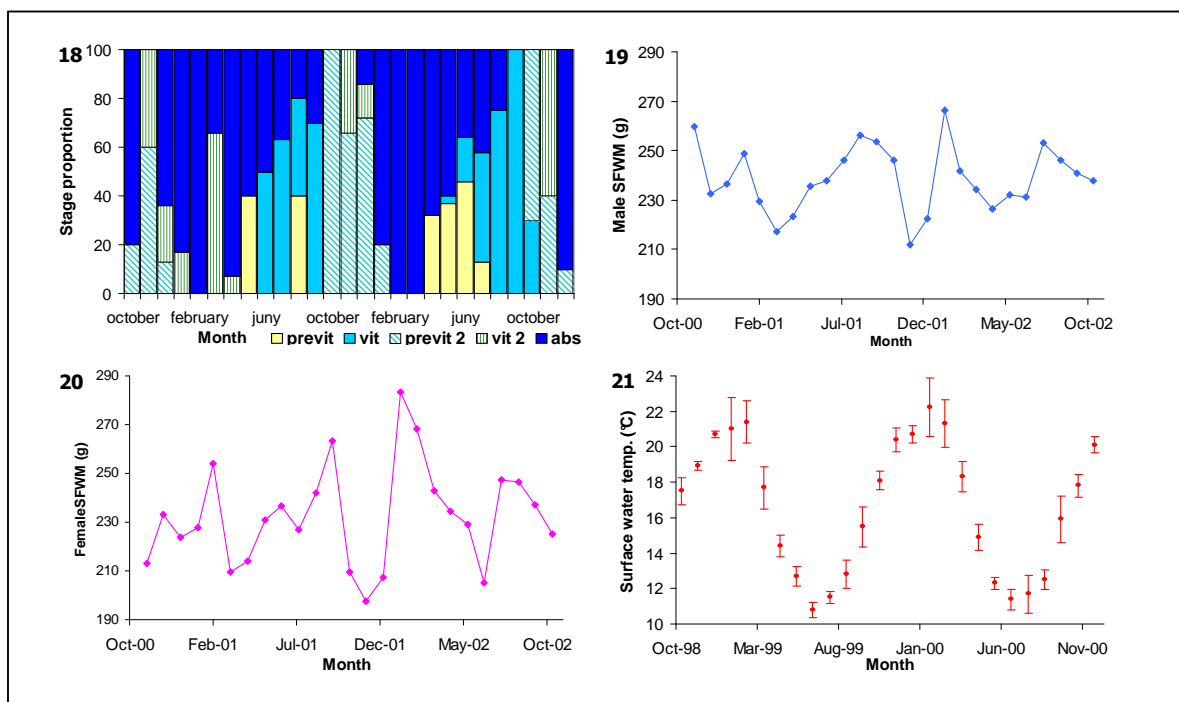 18
Stage proportion
100
80
60
40
20
0
october february juny october february juny october
Month
previt vit previt 2 vit 2 abs
19
Male SFWM (g)
290
270
250
230
210
190
Oct-00 Feb-01 Jul-01 Dec-01 May-02 Oct-02
Month
20
FemaleSFWM (g)
290
270
250
230
210
190
Oct-00 Feb-01 Jul-01 Dec-01 May-02 Oct-02
Month
21
Surface water temp. (°C)
24
22
20
18
16
14
12
10
Oct-98 Mar-99 Aug-99 Jan-00 Jun-00 Nov-00
Month